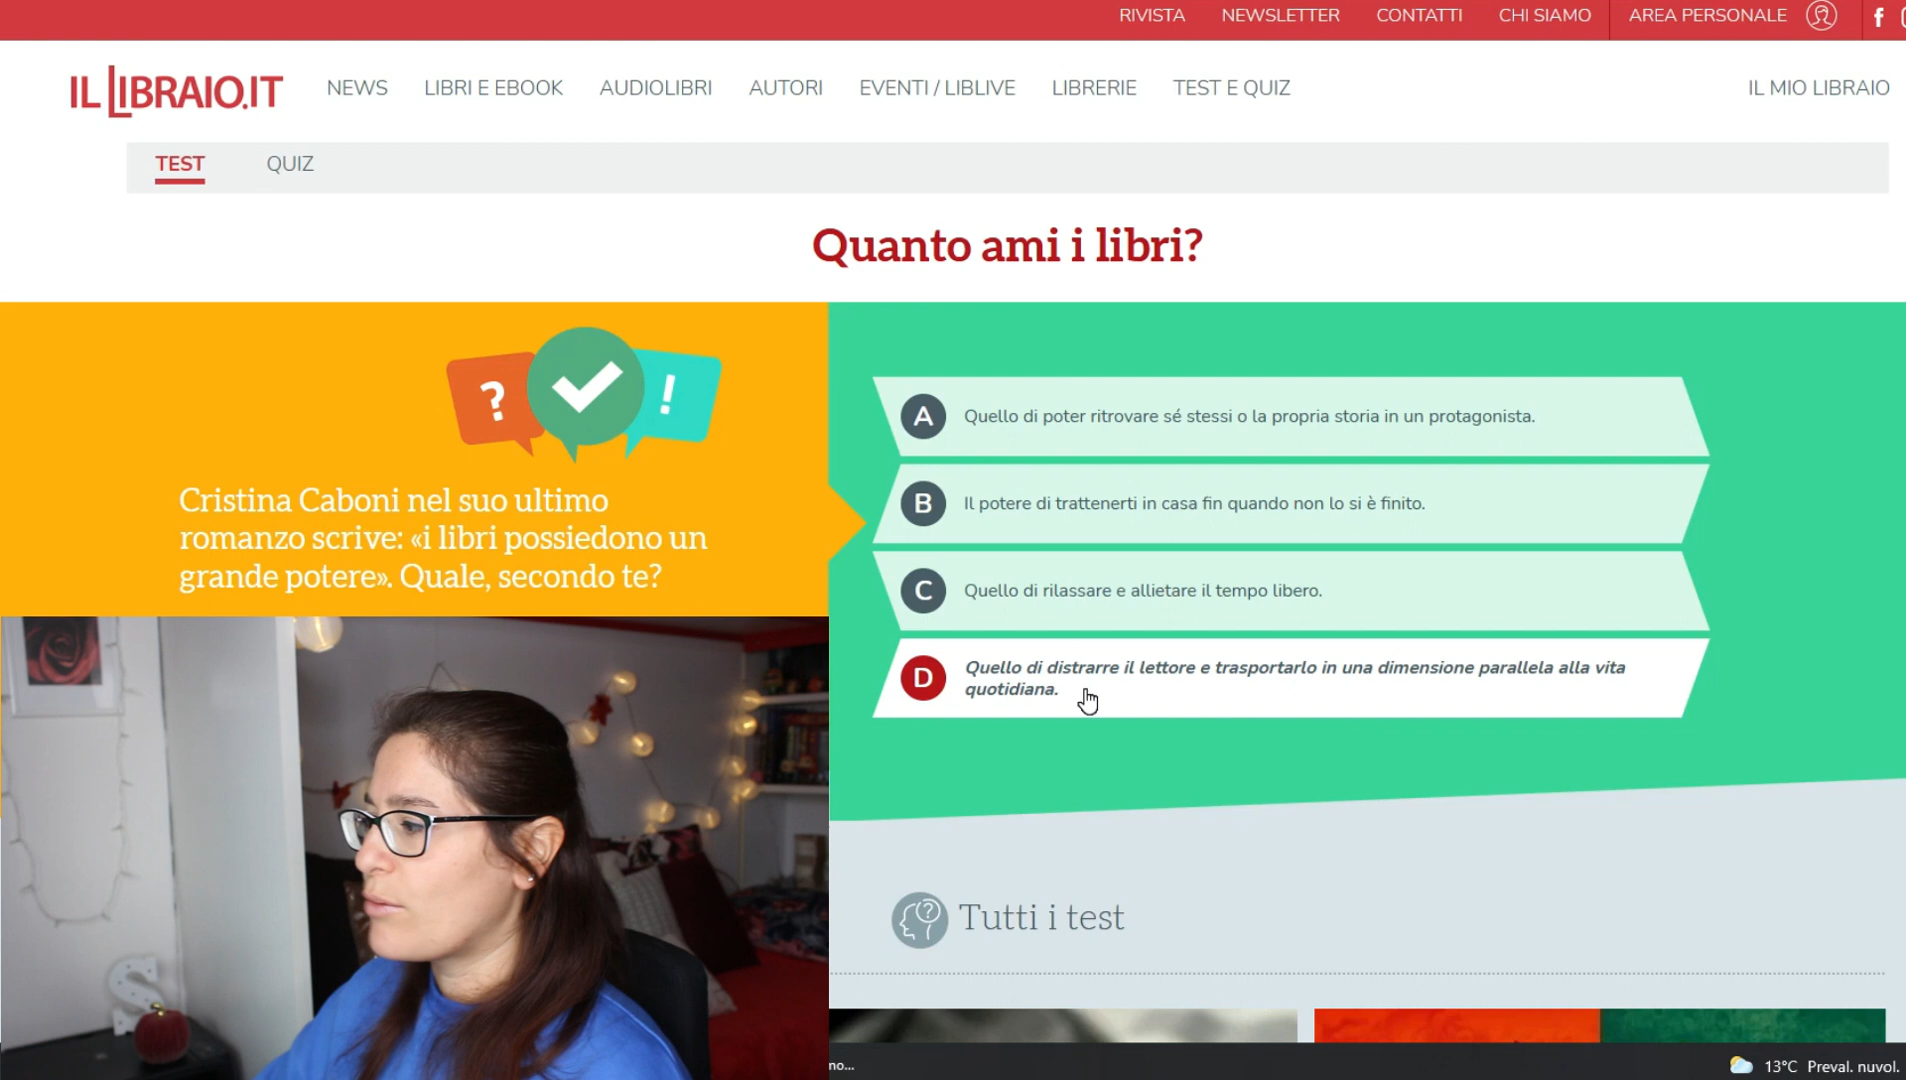 RIVISTA NEWSLETTER CONTATTI CHI SIAMO AREA PERSONALE
IL LIBRAIO.IT NEWS LIBRI E EBOOK AUDIOLIBRI AUTORI EVENTI / LIBLIVE LIBRERIE TEST E QUIZ IL MIO LIBRAIO
TEST QUIZ
Quanto ami i libri?
? !
Cristina Caboni nel suo ultimo
romanzo scrive: «i libri possiedono un
grande potere». Quale, secondo te?
A Quello di poter ritrovare sé stessi o la propria storia in un protagonista.
B Il potere di trattenerti in casa fin quando non lo si è finito.
C Quello di rilassare e allietare il tempo libero.
D Quello di distrarre il lettore e trasportarlo in una dimensione parallela alla vita
quotidiana.
Tutti i test
13°C Preval. nuvol.